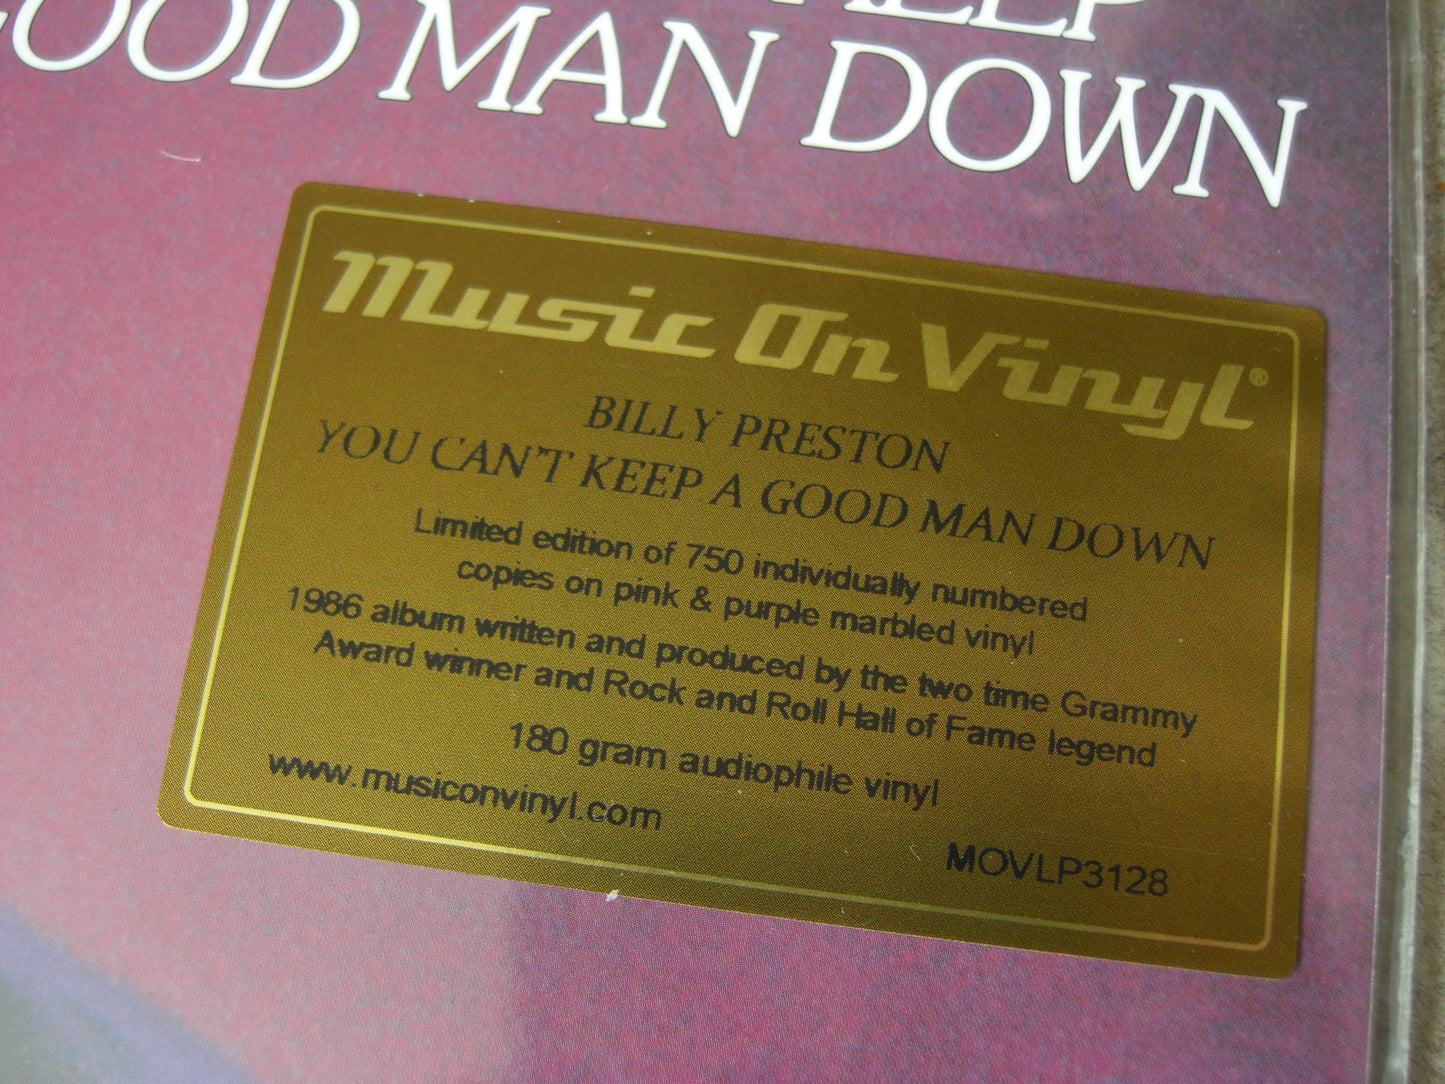 GOOD MAN DOWN
Music On Vinyl®
BILLY PRESTON
YOU CAN'T KEEP A GOOD MAN DOWN
Limited edition of 750 individually numbered
copies on pink & purple marbled vinyl
1986 album written and produced by the two time Grammy
Award winner and Rock and Roll Hall of Fame legend
180 gram audiophile vinyl
www.musiconvinyl.com
MOVLP3128